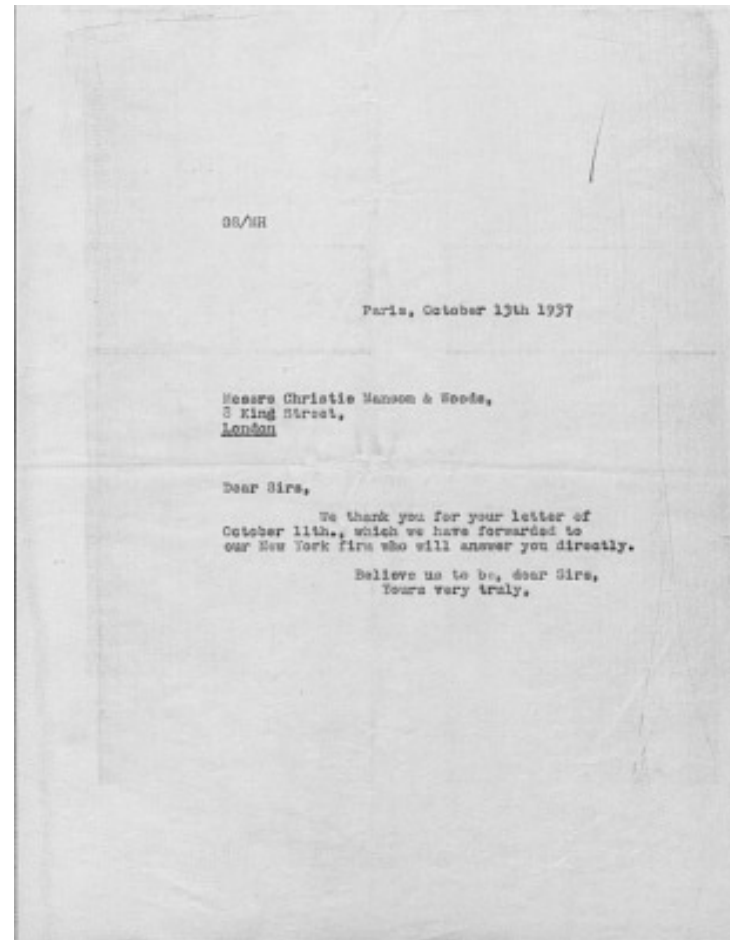 GS/MH
Paris, October 13th 1937
Messrs Christie Manson & Woods,
8 King Street,
London
Dear Sirs,
We thank you for your letter of
October 11th., which we have forwarded to
our New York firm who will answer you directly.
Believe us to be, dear Sirs,
Yours very truly,